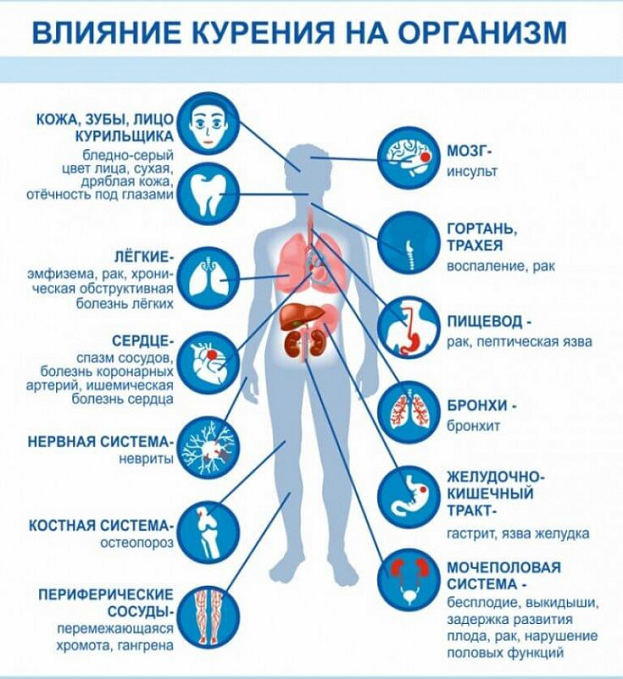 ВЛИЯНИЕ КУРЕНИЯ НА ОРГАНИЗМ
КОЖА, ЗУБЫ, ЛИЦО
КУРИЛЬЩИКА
бледно-серый
цвет лица, сухая,
дряблая кожа,
отёчность под глазами
ЛЁГКИЕ-
эмфизема, рак, хрони-
ческая обструктивная
болезнь лёгких
СЕРДЦЕ-
спазм сосудов,
болезнь коронарных
артерий, ишемическая
болезнь сердца
НЕРВНАЯ СИСТЕМА-
невриты
КОСТНАЯ СИСТЕМА-
остеопороз
ПЕРИФЕРИЧЕСКИЕ
СОСУДЫ-
перемежающаяся
хромота, гангрена
МОЗГ-
инсульт
ГОРТАНЬ,
ТРАХЕЯ
воспаление, рак
ПИЩЕВОД -
рак, пептическая язва
БРОНХИ -
бронхит
ЖЕЛУДОЧНО-
КИШЕЧНЫЙ
ТРАКТ-
гастрит, язва желудка
МОЧЕПОЛОВАЯ
СИСТЕМА -
бесплодие, выкидыши,
задержка развития
плода, рак, нарушение
половых функций